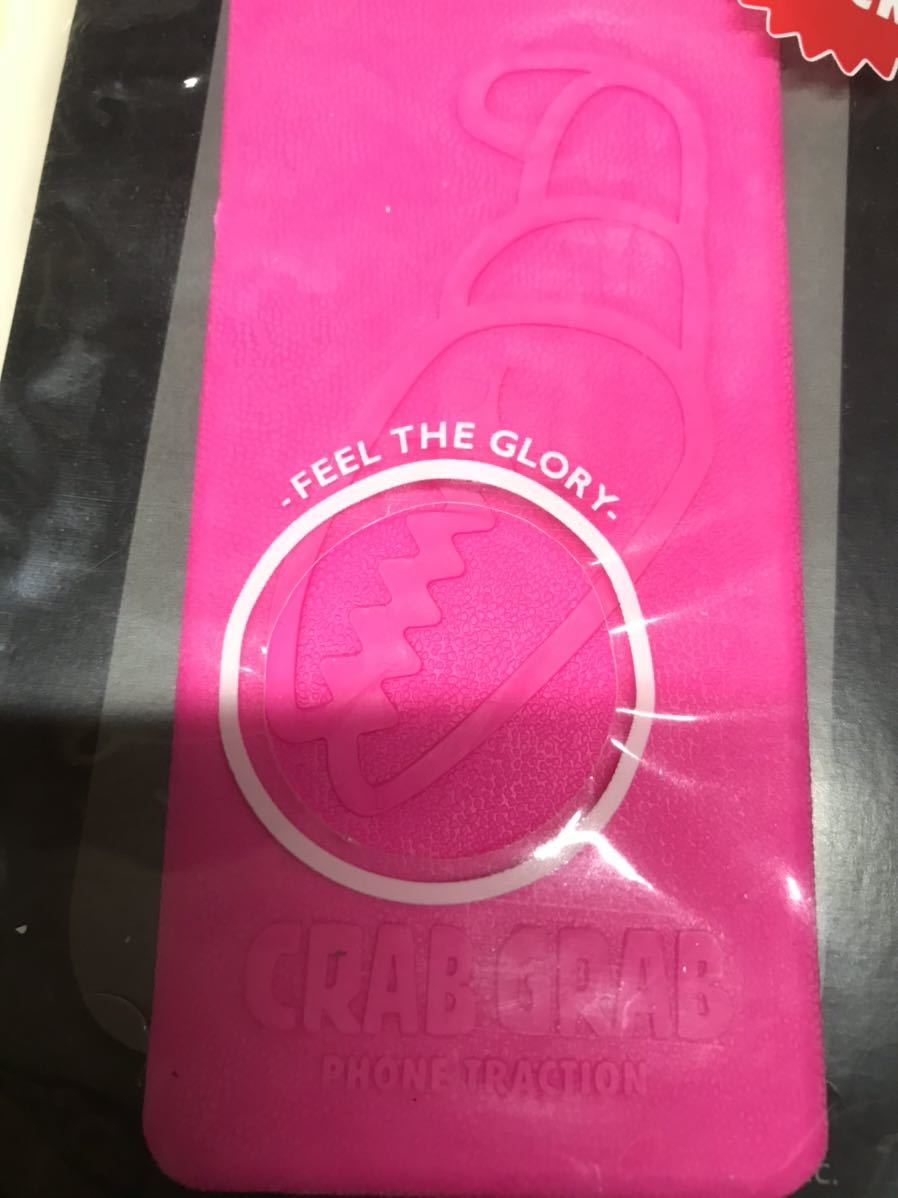 -FEEL THE GLORY-
CRAB GRAB
PHONE TRACTION